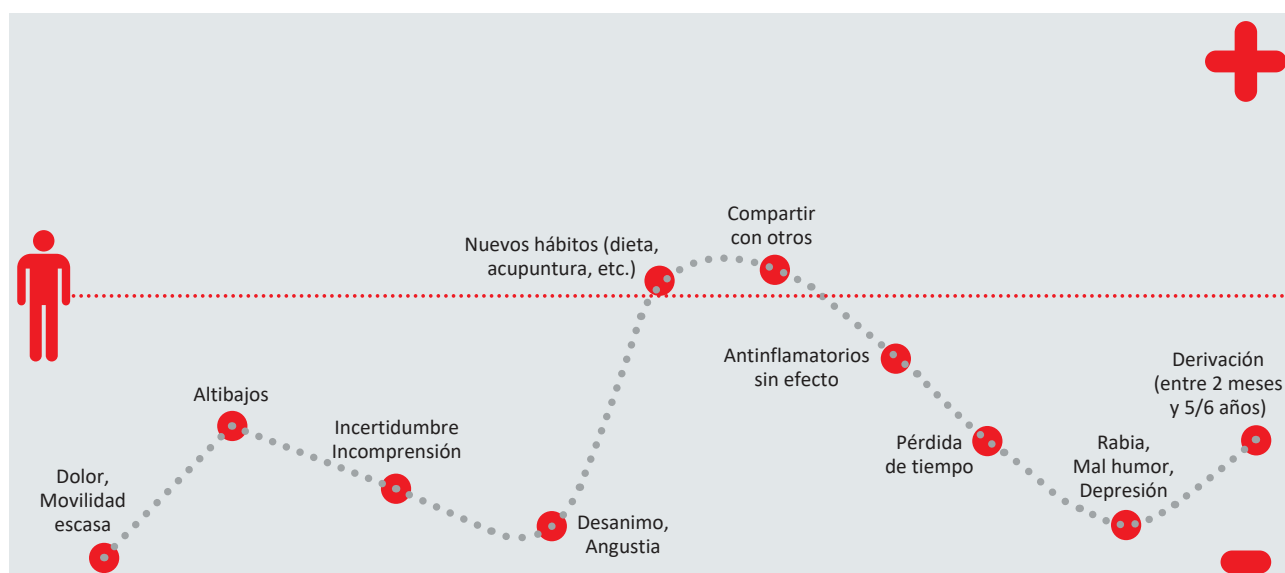 Dolor,
Movilidad
escasa
Altibajos
Incertidumbre
Incomprensión
Desanimo,
Angustia
Nuevos hábitos (dieta,
acupuntura, etc.)
Compartir
con otros
Antinflamatorios
sin efecto
Pérdida
de tiempo
Rabia,
Mal humor,
Depresión
Derivación
(entre 2 meses
y 5/6 años)